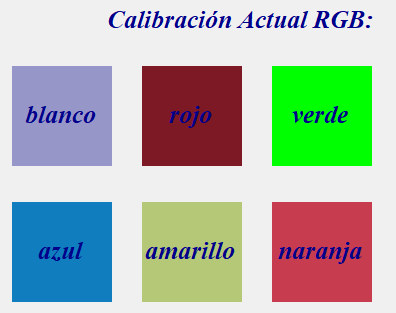 Calibración Actual RGB:
blanco rojo verde
azul amarillo naranja